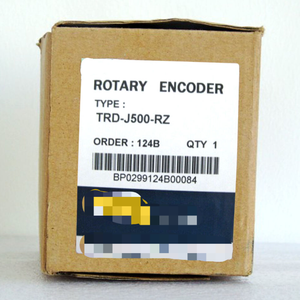 ROTARY ENCODER
TYPE :
TRD-J500-RZ
ORDER : 124B QTY 1
BP0299124B00084